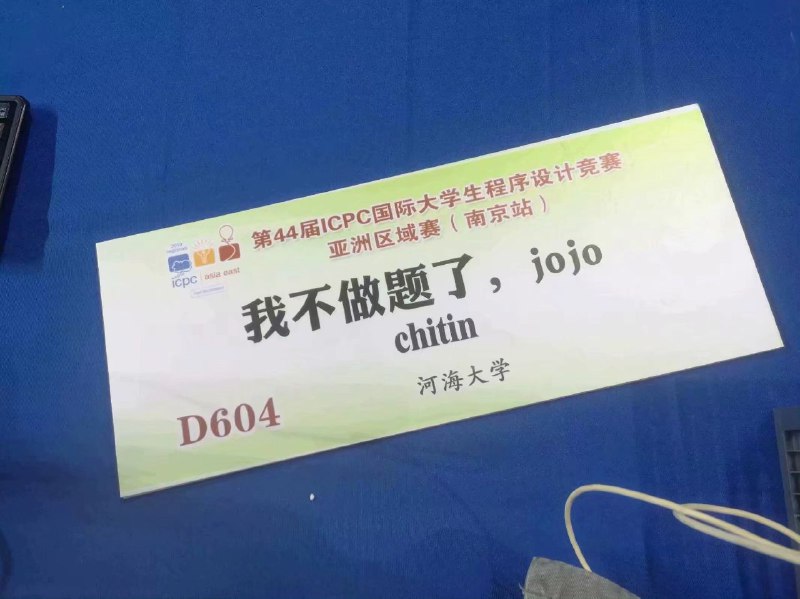 第44届ICPC国际大学生程序设计竞赛
亚洲区域赛（南京站）
icpc asia east
我不做题了，jojo
chitin
河海大学
D604